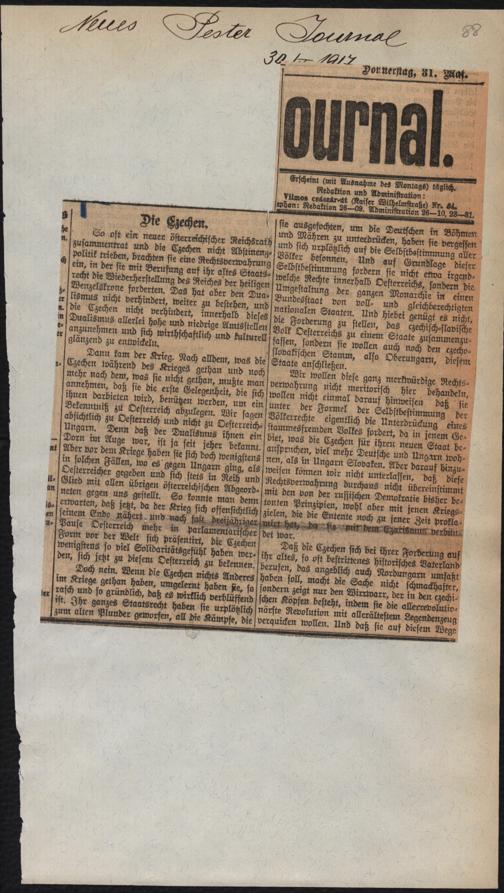 Neues Pester Journal
88
30/V 1917
Donnerstag, 31. Mai.
ournal.
Erscheint (mit Ausnahme des Montags) täglich.
Redaktion und Administration:
Vilmos császár-út (Kaiser Wilhelmstraße) Nr. 34.
phon: Redaktion 26—09, Administration 26—10, 23—81.
Die Czechen.
So oft ein neues österreichischer Reichsrath
zusammentrat und die Czechen nicht Abstinenz-
politik trieben, brachten sie eine Rechtsverwahrung
ein, in der sie mit Berufung auf ihr altes Staats-
recht die Wiederherstellung des Reiches der heiligen
Wenzelskrone forderten. Das hat aber den Dua-
lismus nicht verhindert, weiter zu bestehen, und
die Czechen nicht verhindert, innerhalb dieses
Dualismus allerlei hohe und niedrige Amtsstellen
anzunehmen und sich wirthschaftlich und kulturell
glänzend zu entwickeln.
Dann kam der Krieg. Nach alldem, was die
Czechen während des Krieges gethan und noch
mehr nach dem, was sie nicht gethan, mußte man
annehmen, daß sie die erste Gelegenheit, die sich
ihnen darbieten wird, benützen werden, um ein
Bekenntniß zu Oesterreich abzulegen. Wir sagen
absichtlich zu Oesterreich und nicht zu Oesterreich-
Ungarn. Denn daß der Dualismus ihnen ein
Dorn im Auge war, ist ja seit jeher bekannt.
Aber vor dem Kriege haben sie sich doch wenigstens
in solchen Fällen, wo es gegen Ungarn ging, als
Oesterreicher gegeben und sich stets in Reih und
Glied mit allen übrigen österreichischen Abgeord-
neten gegen uns gestellt. So konnte man denn
erwarten, daß jetzt, da der Krieg sich offensichtlich
seinem Ende nähert und nach fast dreijähriger
Pause Oesterreich mehr in parlamentarischer
Form vor der Welt sich präsentirt, die Czechen
wenigstens so viel Solidaritätsgefühl haben wer-
den, sich jetzt zu diesem Oesterreich zu bekennen.
Doch nein. Wenn die Czechen nichts Anderes
im Kriege gethan haben, umgelernt haben sie, so
rasch und so gründlich, daß es wirklich verblüffend
ist. Ihr ganzes Staatsrecht haben sie urplötzlich
zum alten Plunder geworfen, all die Kämpfe, die
sie ausgefochten, um die Deutschen in Böhmen
und Mähren zu unterdrücken, haben sie vergessen
und sich urplötzlich auf die Selbstbestimmung aller
Völker besonnen. Und auf Grundlage dieser
Selbstbestimmung fordern sie nicht etwa irgend-
welche Rechte innerhalb Oesterreichs, sondern die
Umgestaltung der ganzen Monarchie in einen
Bundesstaat von voll- und gleichberechtigten
nationalen Staaten. Und hiebei genügt es nicht,
die Forderung zu stellen, das czechisch-slavische
Volk Oesterreichs zu einem Staate zusammenzu-
fassen, sondern sie wollen auch noch den czecho-
slovakischen Stamm, also Oberungarn, diesem
Staate anschließen.
Wir wollen diese ganz merkwürdige Rechts-
verwahrung nicht meritorisch hier behandeln,
wollen nicht einmal darauf hinweisen, daß sie
unter der Formel der Selbstbestimmung der
Völkerrechte eigentlich die Unterdrückung eines
stammesfremden Volks fordert, da in jenem Ge-
biet, was die Czechen für ihren neuen Staat be-
anspruchen, viel mehr Deutsche und Ungarn woh-
nen, als in Ungarn Slovaken. Aber darauf hinzu-
weisen können wir nicht unterlassen, daß diese
Rechtsverwahrung durchaus nicht übereinstimmt
mit den von der russischen Demokratie bisher be-
tonten Prinzipien, wohl aber mit jenen Kriegs-
zielen, die die Entente noch zu jener Zeit prokla-
mirt hat, da sie mit dem Czarismus verbün-
det war.
Daß die Czechen sich bei ihrer Forderung auf
ihr altes, so oft bestrittenes historisches Vaterland
berufen, das angeblich auch Nordungarn umfaßt
haben soll, macht die Sache nicht schmackhafter,
sondern zeigt nur den Wirrwarr, der in den czechi-
schen Köpfen besteht, indem sie die allerrevolutio-
närste Revolution mit allerältestem Legendenzeug
verquicken wollen. Und daß sie auf diesem Wege